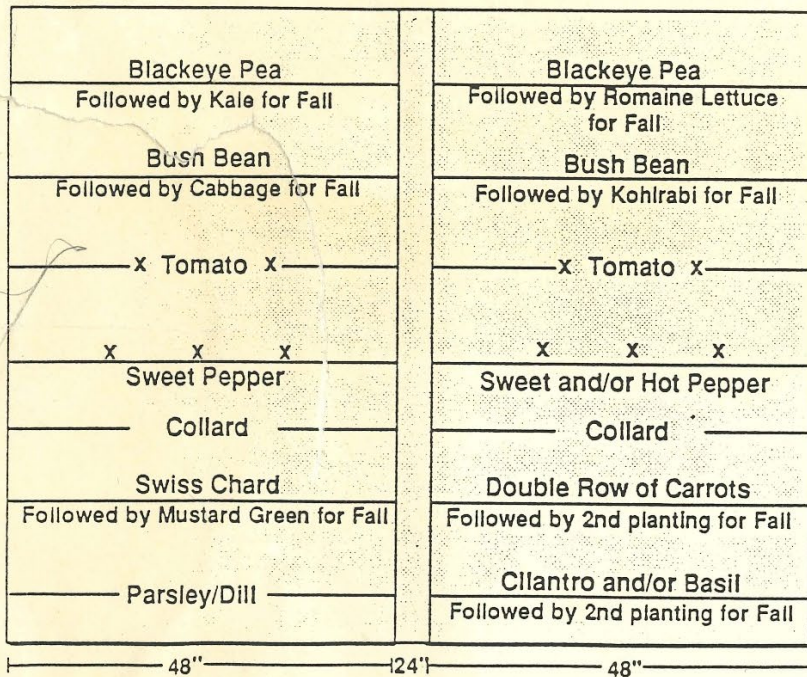 Blackeye Pea
Followed by Kale for Fall
Bush Bean
Followed by Cabbage for Fall
x Tomato x
x x x
Sweet Pepper
Collard
Swiss Chard
Followed by Mustard Green for Fall
Parsley/Dill
48"
24"
Blackeye Pea
Followed by Romaine Lettuce
for Fall
Bush Bean
Followed by Kohlrabi for Fall
x Tomato x
x x x
Sweet and/or Hot Pepper
Collard
Double Row of Carrots
Followed by 2nd planting for Fall
Cilantro and/or Basil
Followed by 2nd planting for Fall
48"